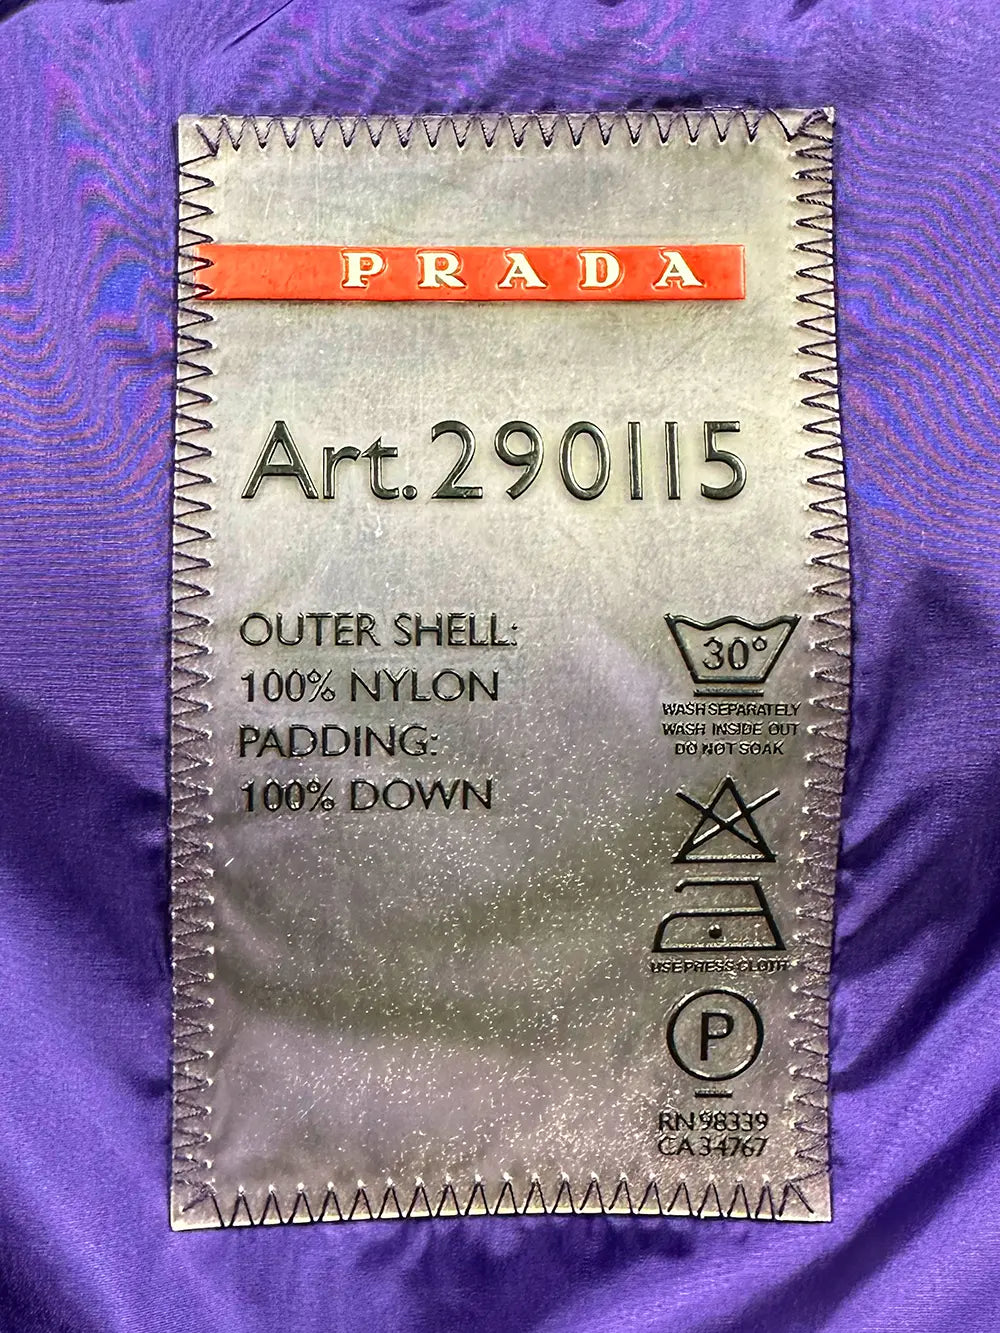 PRADA
Art.290115
OUTER SHELL:
100% NYLON
PADDING:
100% DOWN
30°
WASH SEPARATELY
WASH INSIDE OUT
DO NOT SOAK
USE PRESS CLOTH
P
RN 98339
CA 34767